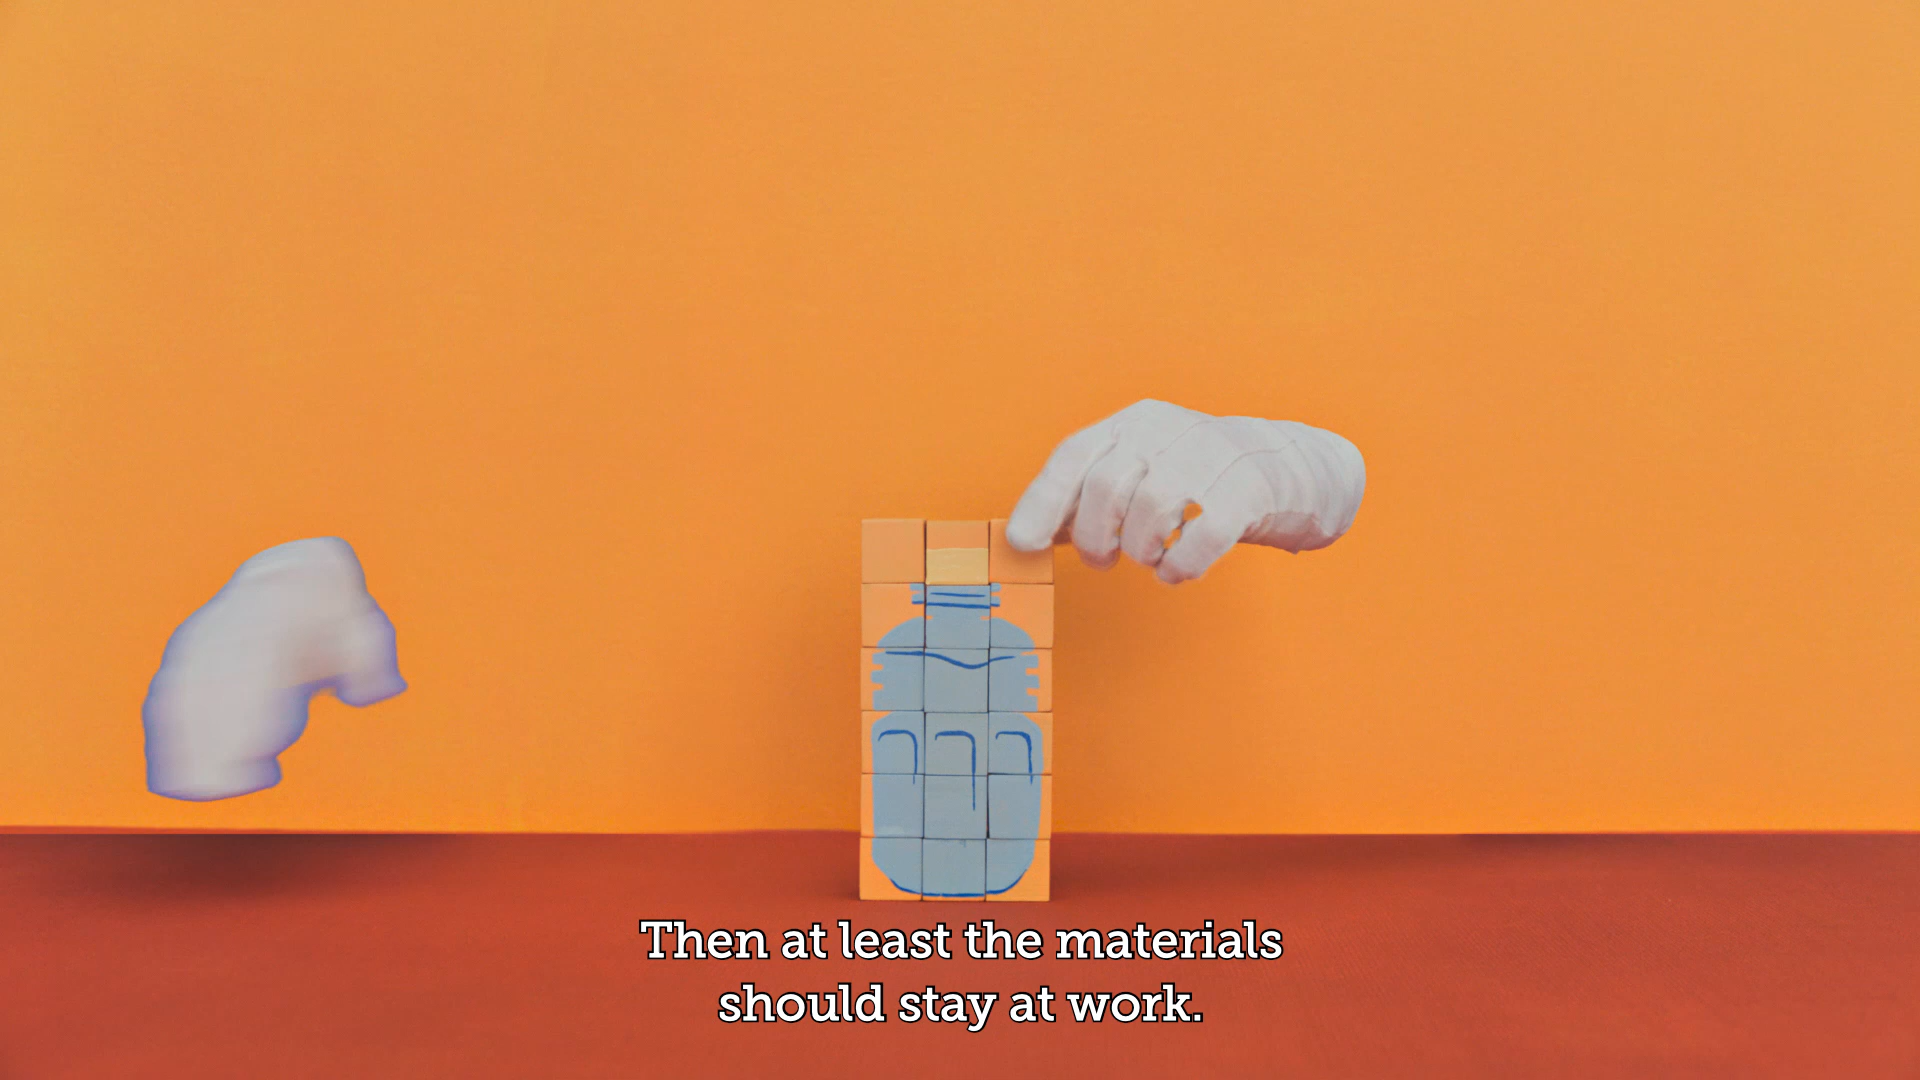 Then at least the materials
should stay at work.